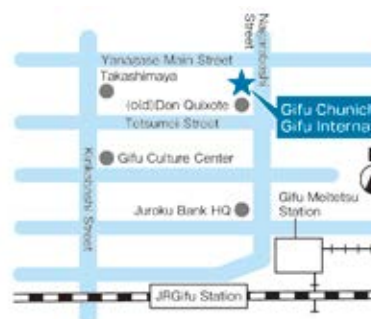 Nagarabashi
Street
Yanagase Main Street
Takashimaya
(old)Don Quixote
Gifu Chunich
Gifu Interna
Tetsumeii Street
Kinkabashi Street
Gifu Culture Center
Gifu Meitetsu
Station
Juroku Bank HQ
JRGifu Station